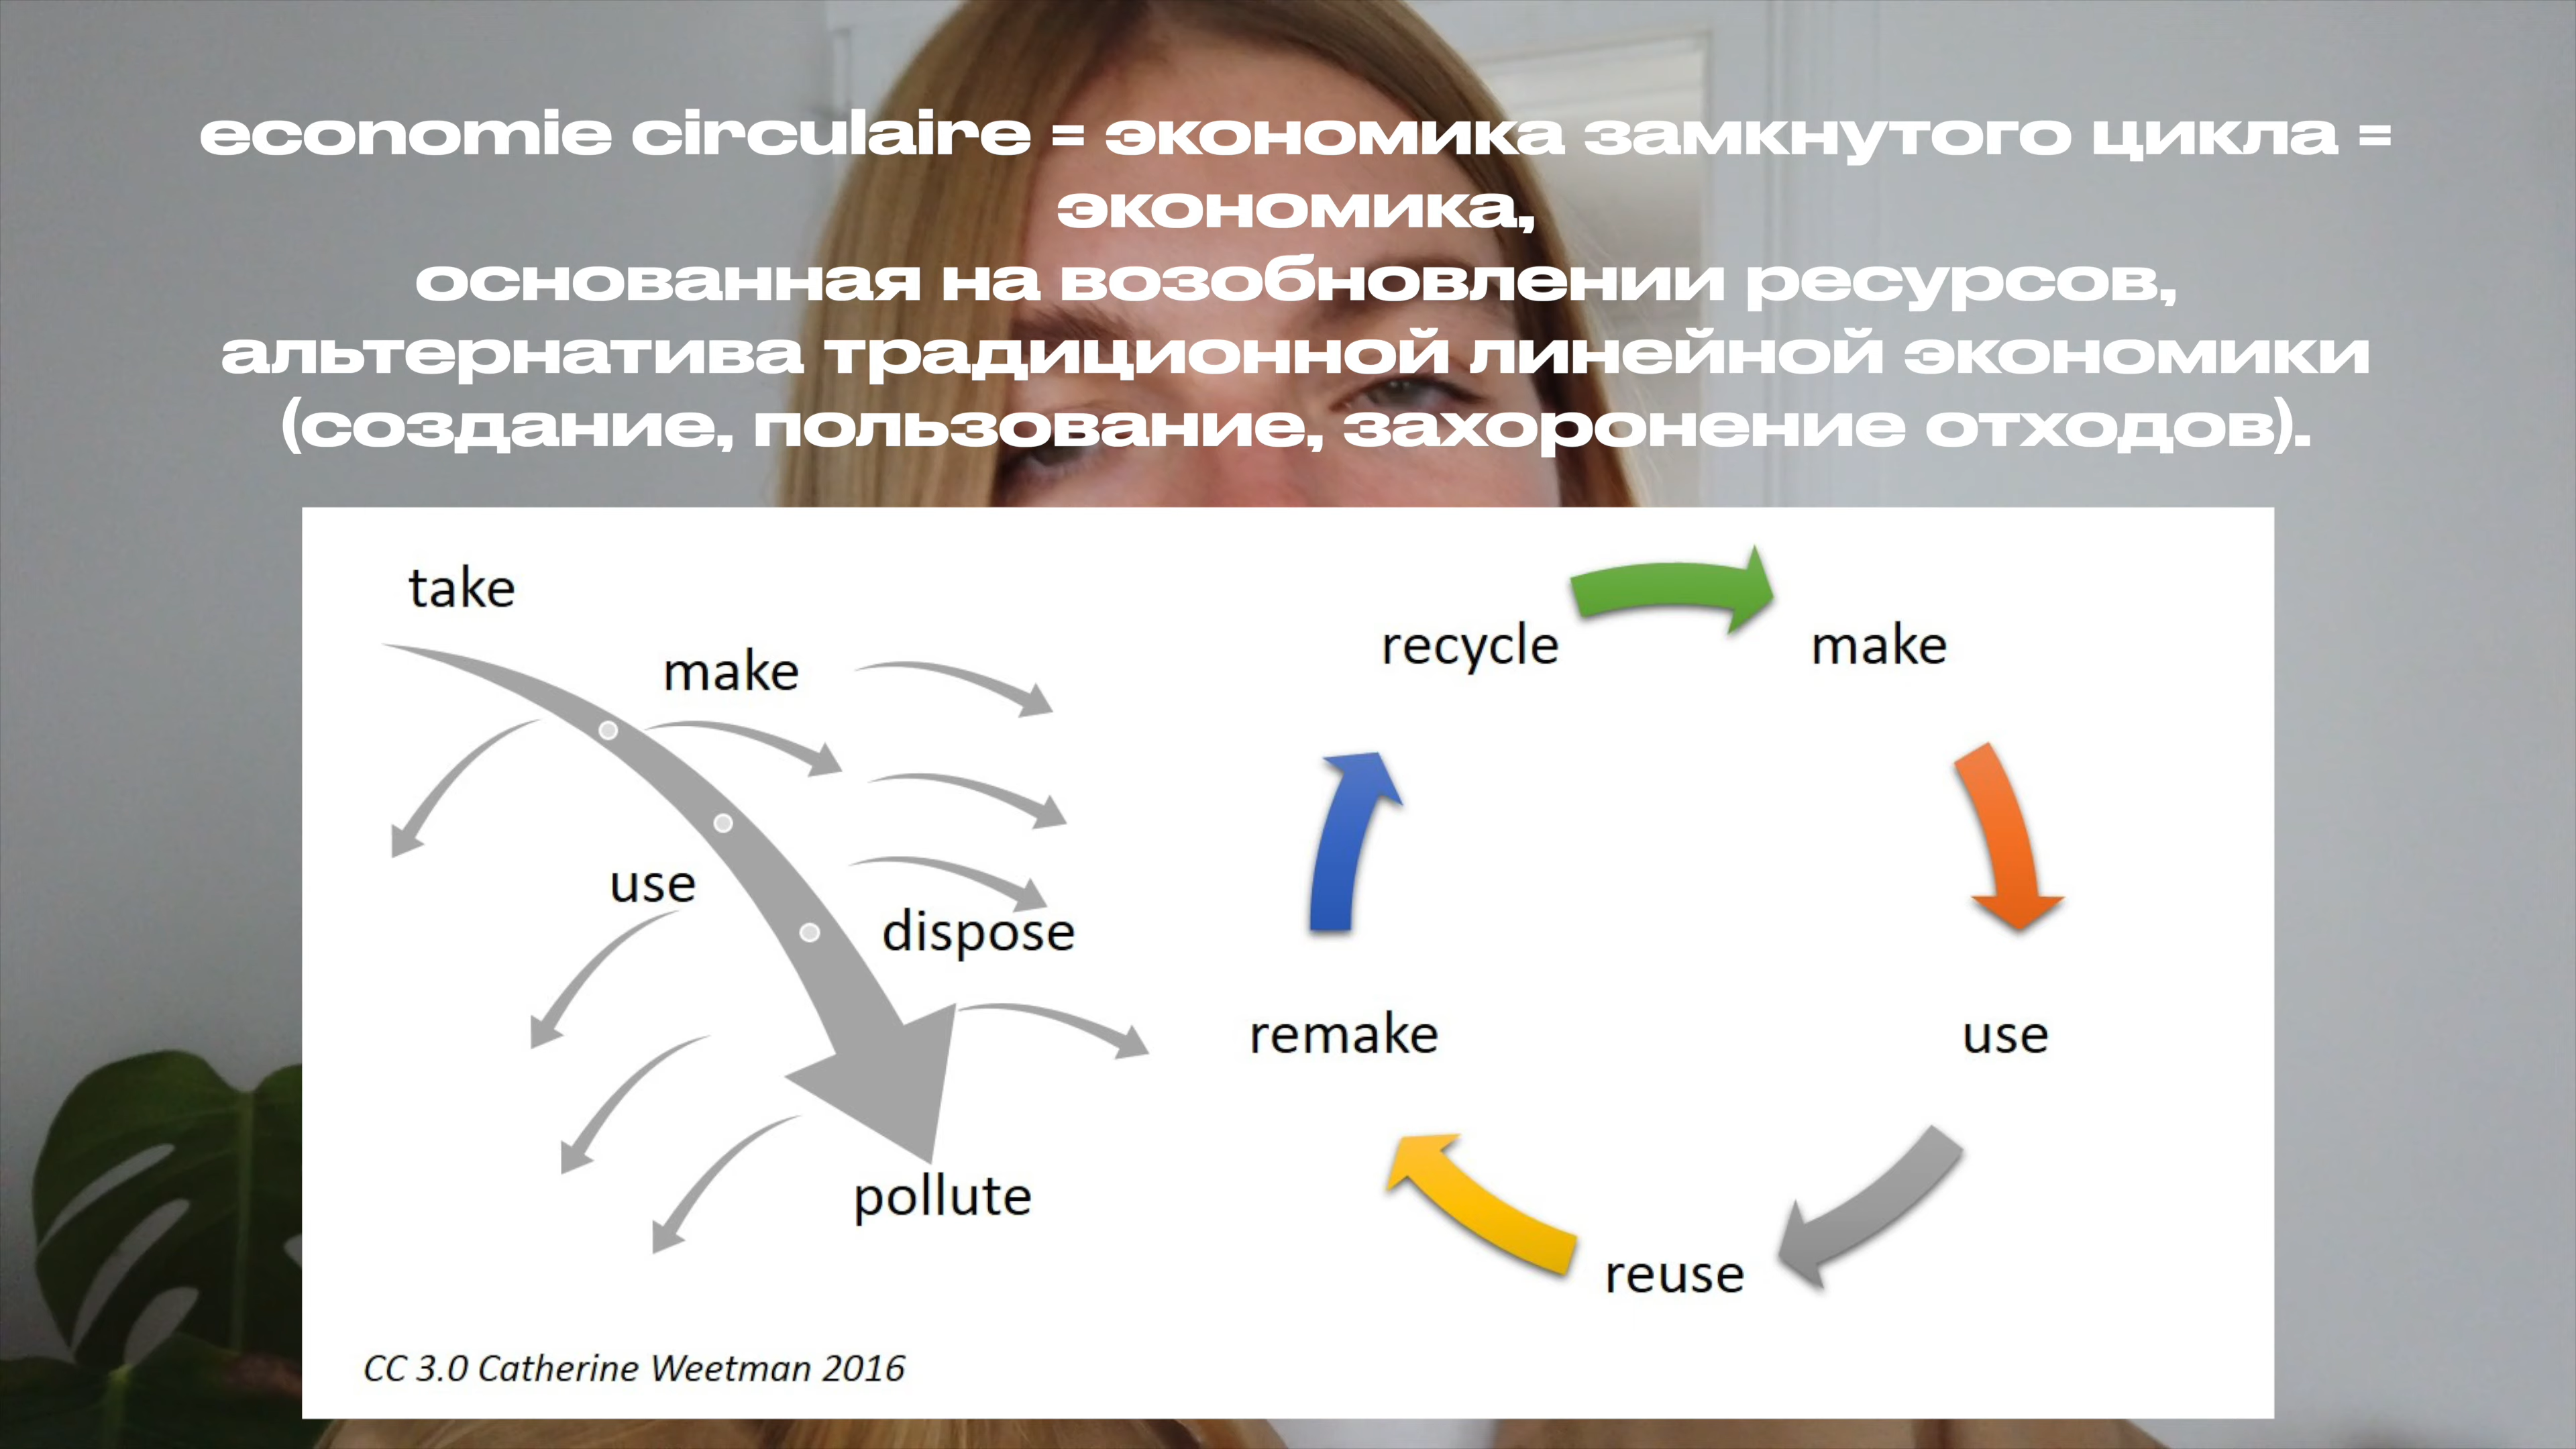 economie circulaire = экономика замкнутого цикла =
экономика,
основанная на возобновлении ресурсов,
альтернатива традиционной линейной экономики
(создание, пользование, захоронение отходов).
take
make
use
dispose
pollute
recycle
make
use
reuse
remake
CC 3.0 Catherine Weetman 2016